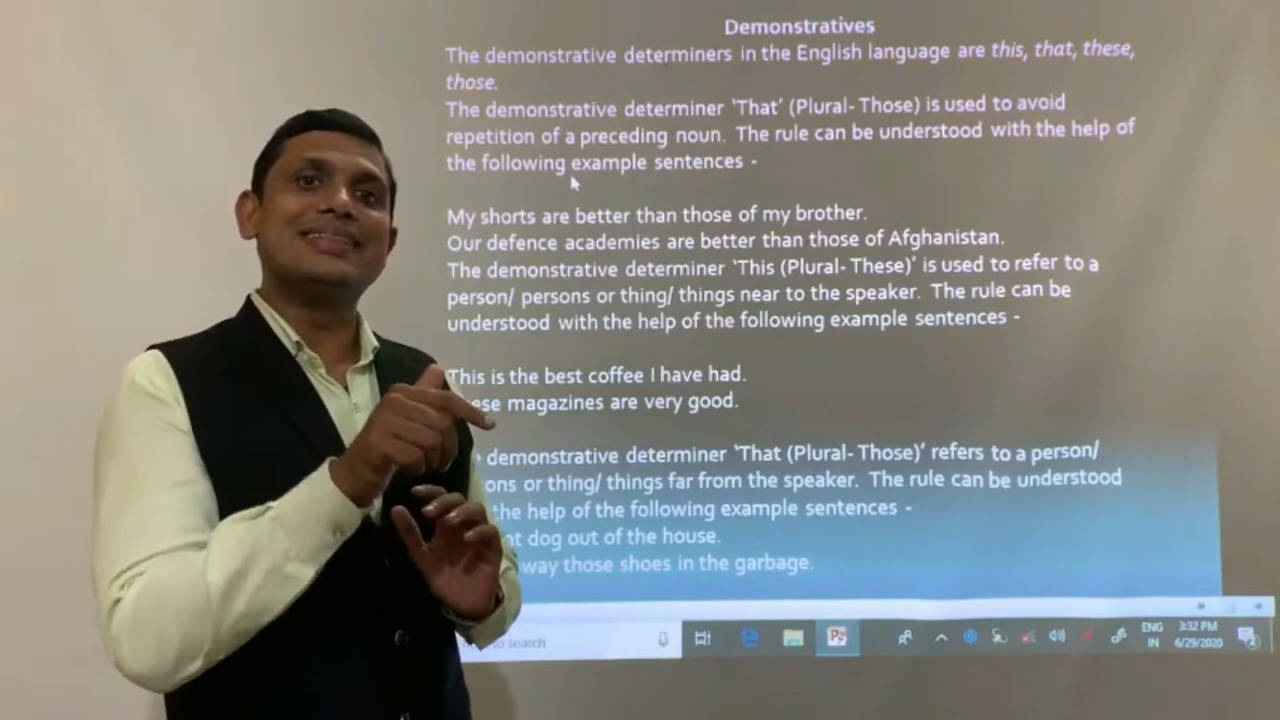 Demonstratives
The demonstrative determiners in the English language are this, that, these,
those.
The demonstrative determiner ‘That’ (Plural- Those) is used to avoid
repetition of a preceding noun. The rule can be understood with the help of
the following example sentences -
My shorts are better than those of my brother.
Our defence academies are better than those of Afghanistan.
The demonstrative determiner ‘This (Plural- These)’ is used to refer to a
person/ persons or thing/ things near to the speaker. The rule can be
understood with the help of the following example sentences -
This is the best coffee I have had.
ese magazines are very good.
demonstrative determiner ‘That (Plural- Those)’ refers to a person/
ons or thing/ things far from the speaker. The rule can be understood
the help of the following example sentences -
at dog out of the house.
way those shoes in the garbage.
to search
ENG
IN
3:32 PM
6/29/2020